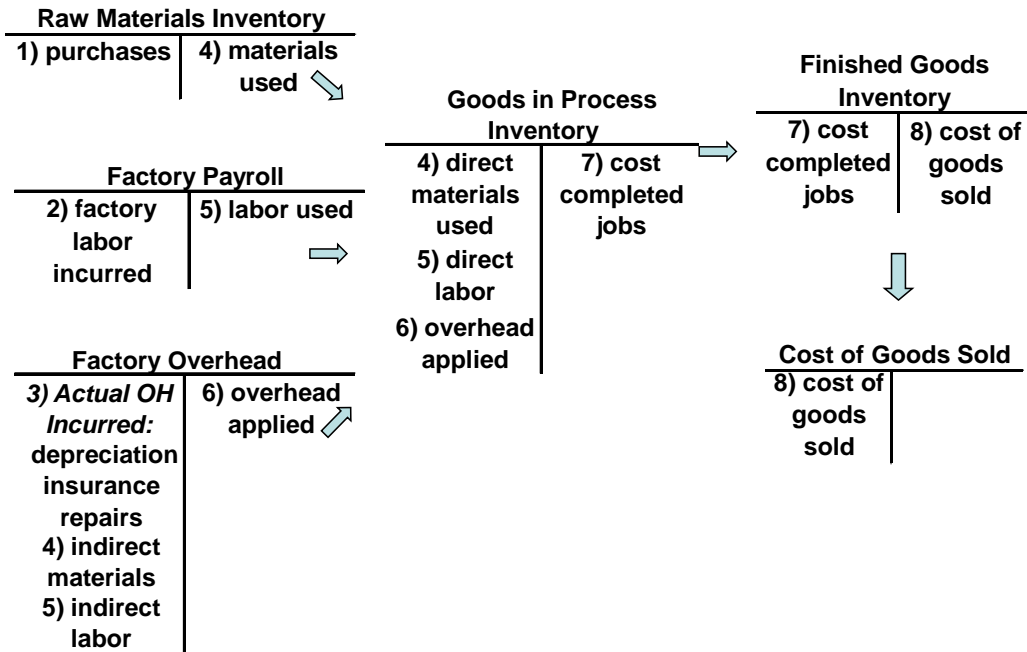 Raw Materials Inventory
1) purchases
4) materials
used
Factory Payroll
2) factory
labor
incurred
5) labor used
Factory Overhead
3) Actual OH
Incurred:
depreciation
insurance
repairs
4) indirect
materials
5) indirect
labor
6) overhead
applied
Goods in Process
Inventory
4) direct
materials
used
5) direct
labor
6) overhead
applied
7) cost
completed
jobs
Finished Goods
Inventory
7) cost
completed
jobs
8) cost of
goods
sold
Cost of Goods Sold
8) cost of
goods
sold